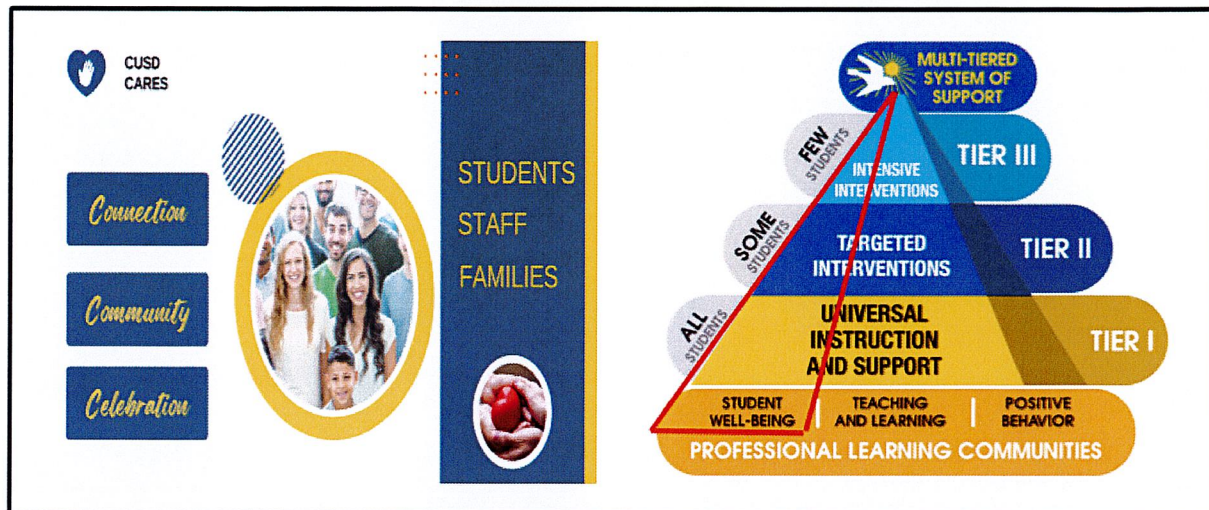 CUSD
CARES
Connection
Community
Celebration
STUDENTS
STAFF
FAMILIES
MULTI-TIERED
SYSTEM OF
SUPPORT
FEW
STUDENTS
INTENSIVE
INTERVENTIONS
TIER III
SOME
STUDENTS
TARGETED
INTERVENTIONS
TIER II
ALL
STUDENTS
UNIVERSAL
INSTRUCTION
AND SUPPORT
TIER I
STUDENT
WELL-BEING
TEACHING
AND LEARNING
POSITIVE
BEHAVIOR
PROFESSIONAL LEARNING COMMUNITIES